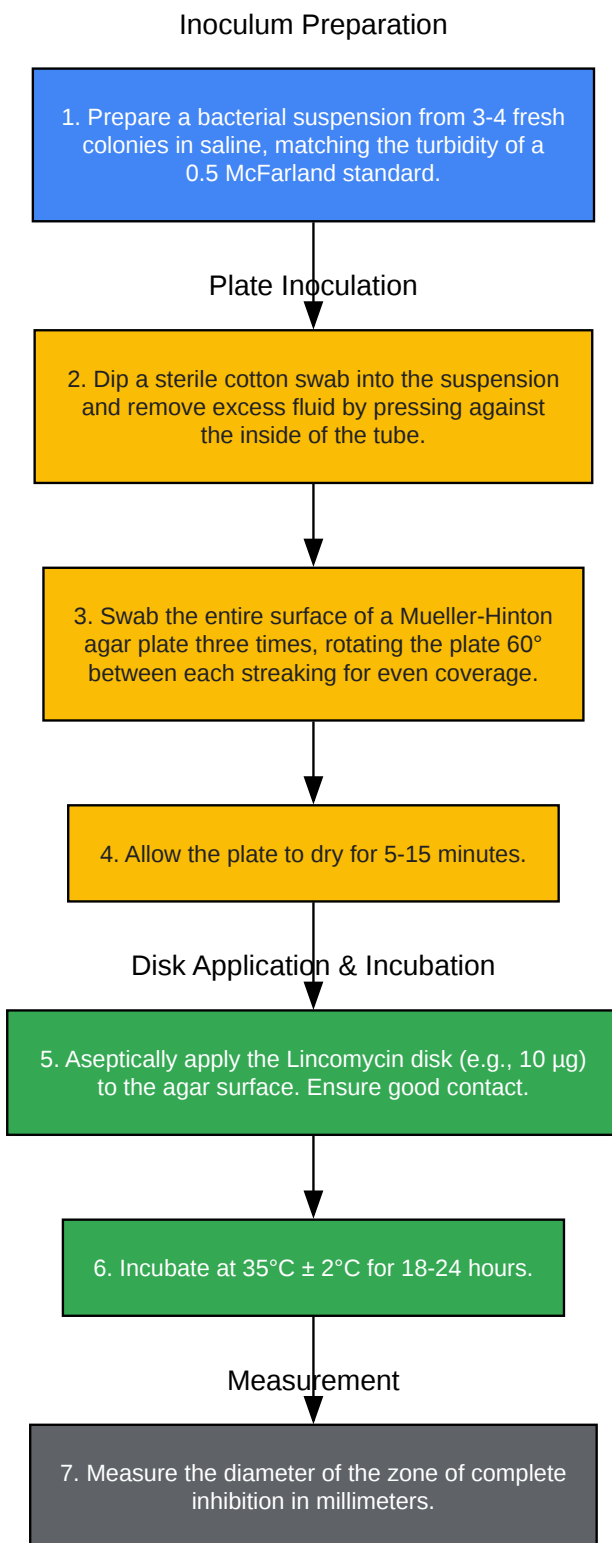 Inoculum Preparation
1. Prepare a bacterial suspension from 3-4 fresh
colonies in saline, matching the turbidity of a
0.5 McFarland standard.
Plate Inoculation
2. Dip a sterile cotton swab into the suspension
and remove excess fluid by pressing against
the inside of the tube.
3. Swab the entire surface of a Mueller-Hinton
agar plate three times, rotating the plate 60°
between each streaking for even coverage.
4. Allow the plate to dry for 5-15 minutes.
Disk Application & Incubation
5. Aseptically apply the Lincomycin disk (e.g., 10 µg)
to the agar surface. Ensure good contact.
6. Incubate at 35°C ± 2°C for 18-24 hours.
Measurement
7. Measure the diameter of the zone of complete
inhibition in millimeters.